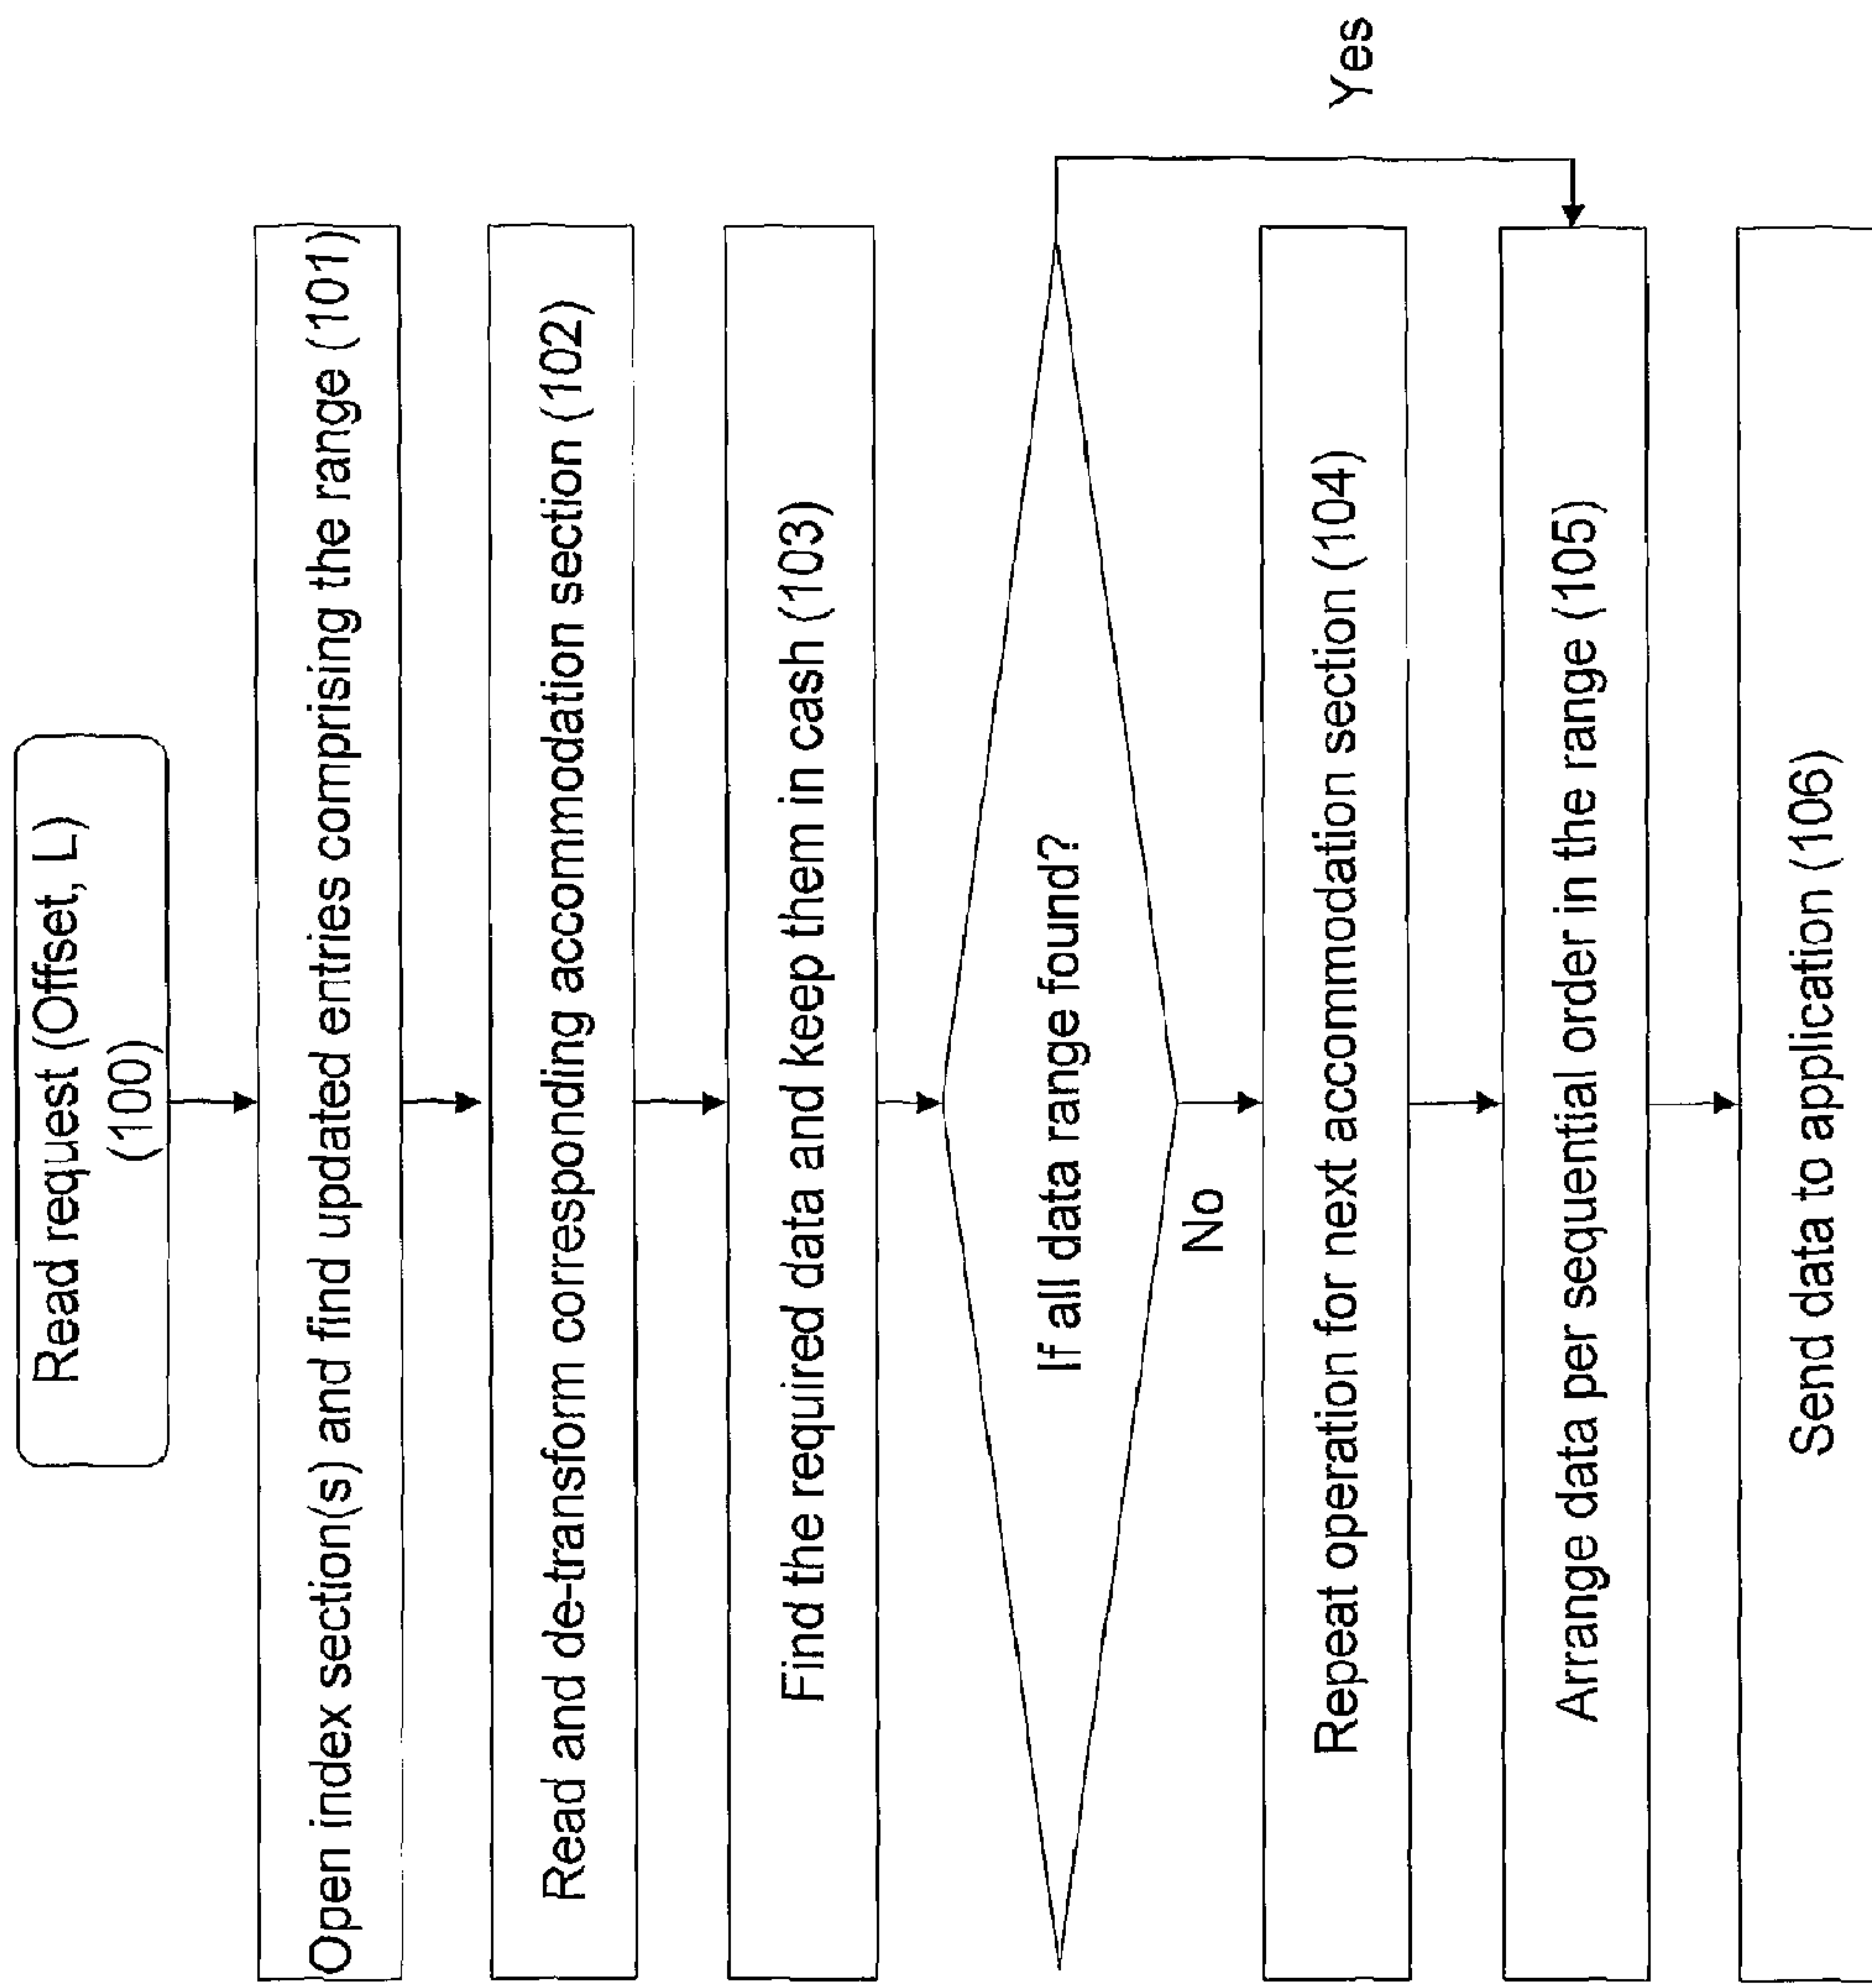 Read request (Offset, L)
(100)
Open index section(s) and find updated entries comprising the range (101)
Read and de-transform corresponding accommodation section (102)
Find the required data and keep them in cash (103)
If all data range found?
No
Yes
Repeat operation for next accommodation section (104)
Arrange data per sequential order in the range (105)
Send data to application (106)